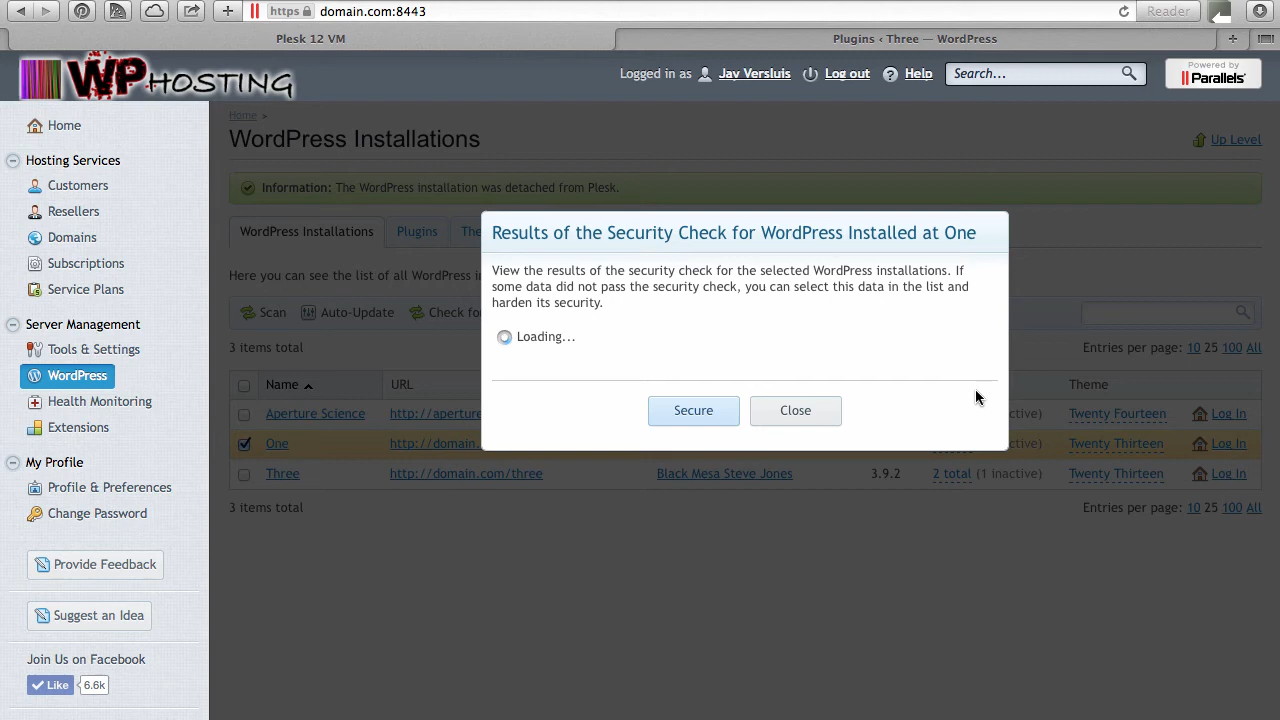 https domain.com:8443 Reader
Plesk 12 VM Plugins ‹ Three — WordPress
WP HOSTING
Logged in as Jay Versluis Log out Help Search... Powered by Parallels
Home
Hosting Services
Customers
Resellers
Domains
Subscriptions
Service Plans
Server Management
Tools & Settings
WordPress
Health Monitoring
Extensions
My Profile
Profile & Preferences
Change Password
Provide Feedback
Suggest an Idea
Join Us on Facebook
Like 6.6k
Home >
WordPress Installations Up Level
Information: The WordPress installation was detached from Plesk.
WordPress Installations Plugins The
Here you can see the list of all WordPress in
Scan Auto-Update Check fo
3 items total Entries per page: 10 25 100 All
Name URL Theme
Aperture Science http://aperture ctive) Twenty Fourteen Log In
One http://domain. ctive) Twenty Thirteen Log In
Three http://domain.com/three Black Mesa Steve Jones 3.9.2 2 total (1 inactive) Twenty Thirteen Log In
3 items total Entries per page: 10 25 100 All
Results of the Security Check for WordPress Installed at One
View the results of the security check for the selected WordPress installations. If
some data did not pass the security check, you can select this data in the list and
harden its security.
Loading...
Secure Close